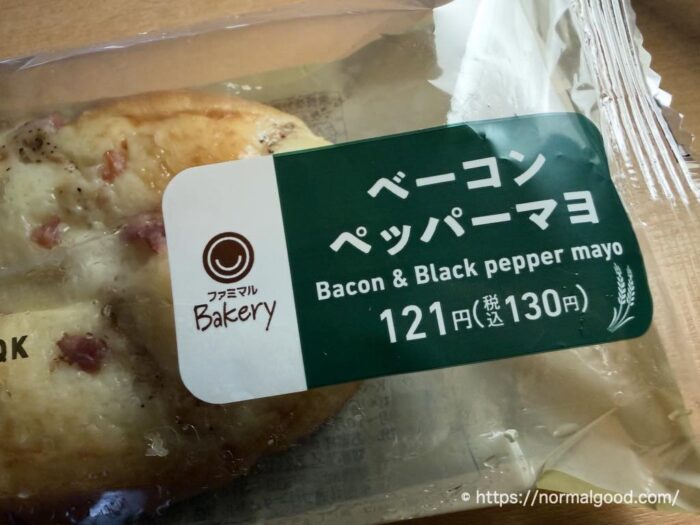 ベーコン
ペッパーマヨ
Bacon & Black pepper mayo
121円(税込130円)
ファミマル
Bakery
QK
© https://normalgood.com/